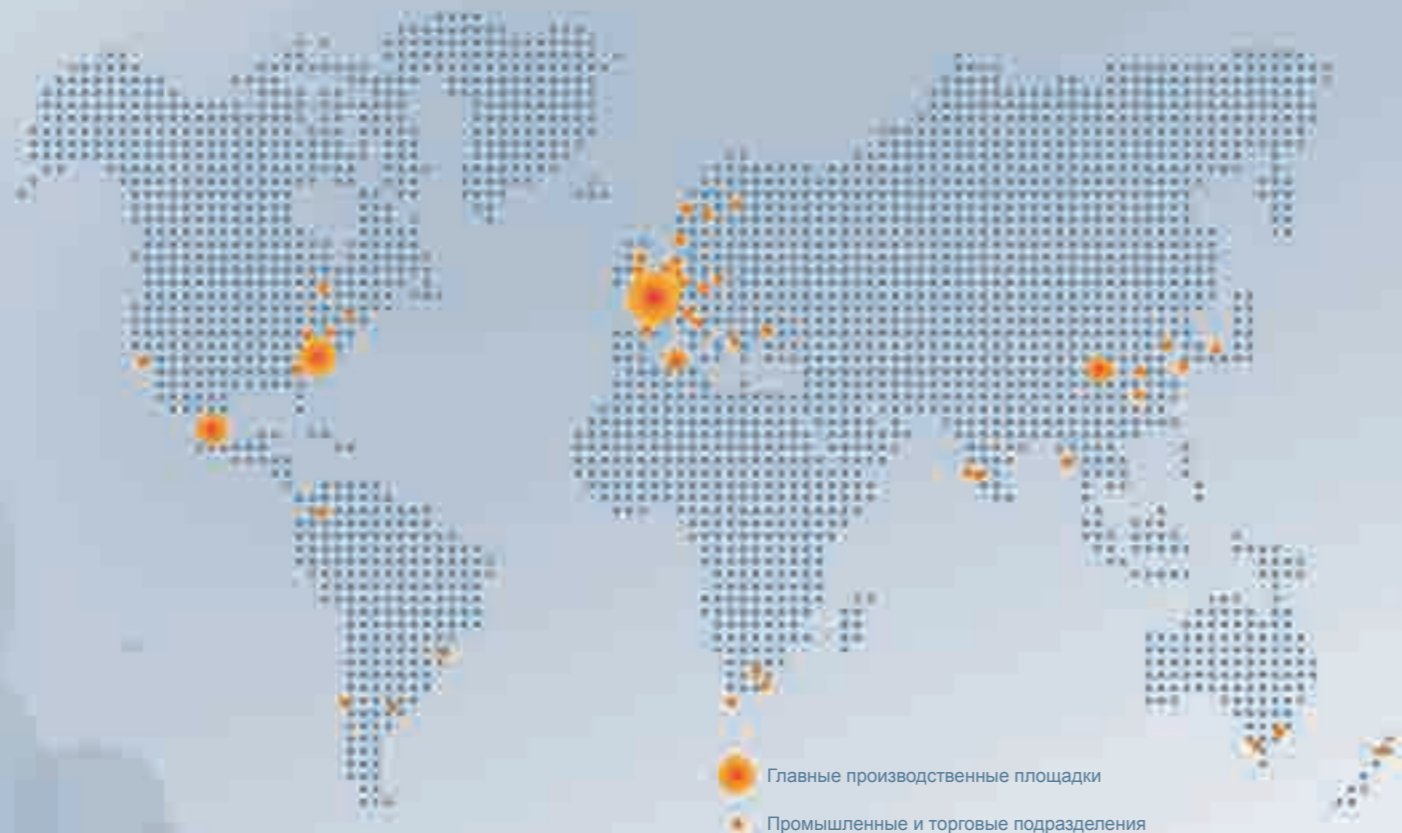 Главные производственные площадки
Промышленные и торговые подразделения